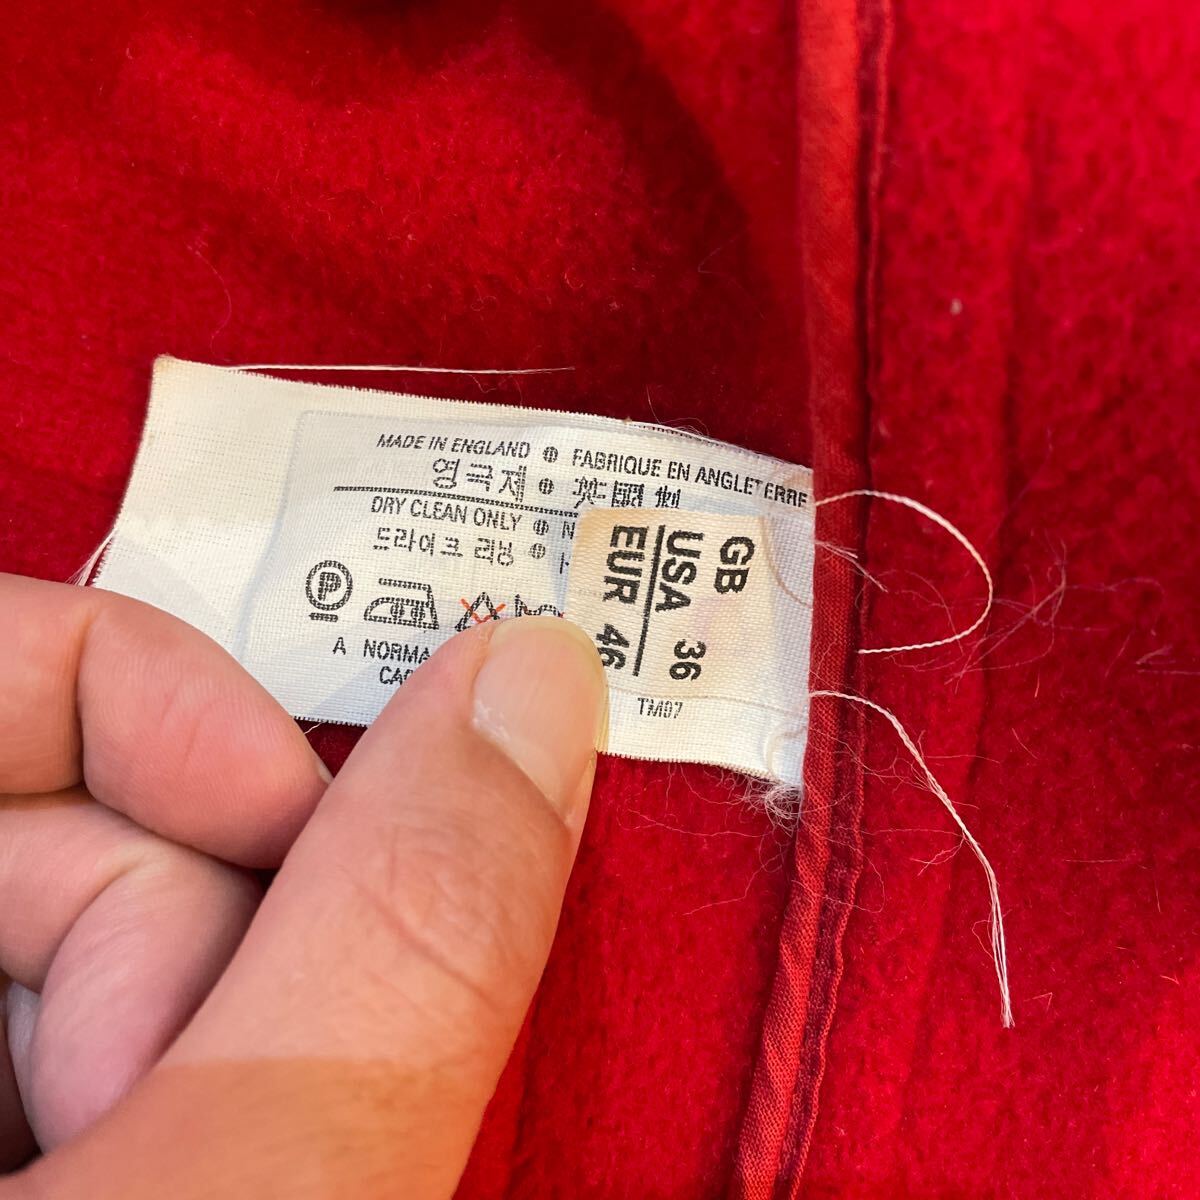 MADE IN ENGLAND FABRIQUE EN ANGLETERRE
영국제 英國製
DRY CLEAN ONLY
드라이크리닝
P
A NORMA
GB
USA 36
EUR 46
TM07